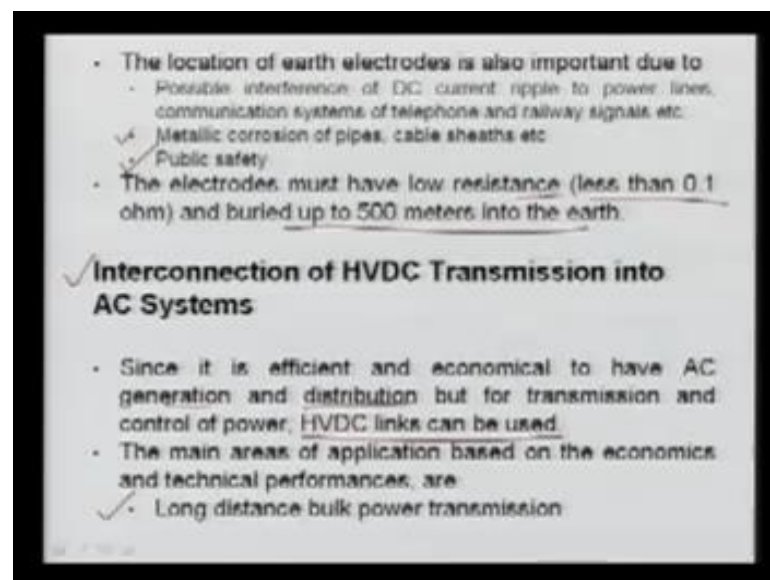 • The location of earth electrodes is also important due to
• Possible interference of DC current ripple to power lines,
communication systems of telephone and railway signals etc.
• Metallic corrosion of pipes, cable sheaths etc
• Public safety
• The electrodes must have low resistance (less than 0.1
ohm) and buried up to 500 meters into the earth.
Interconnection of HVDC Transmission into
AC Systems
• Since it is efficient and economical to have AC
generation and distribution but for transmission and
control of power, HVDC links can be used.
• The main areas of application based on the economics
and technical performances, are
• Long distance bulk power transmission